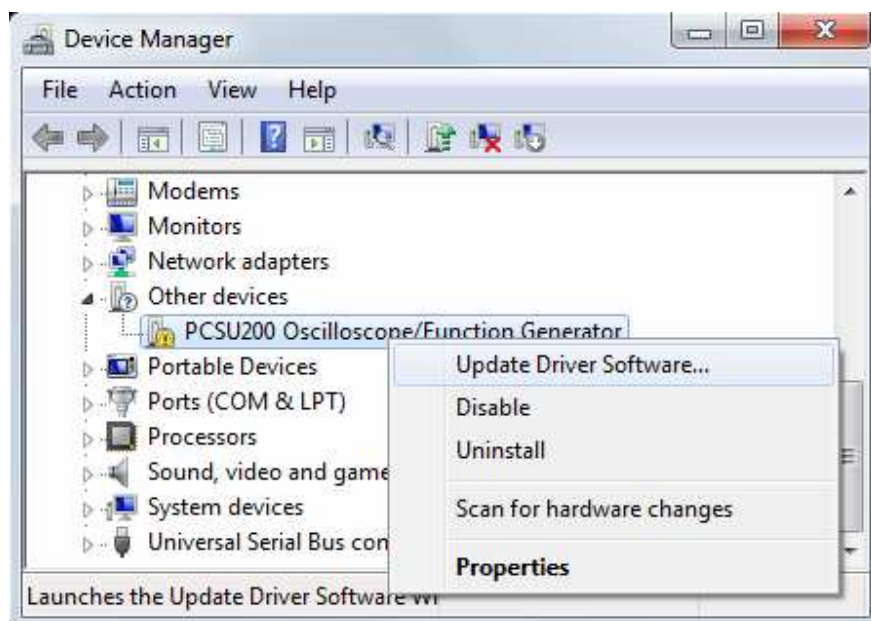 Device Manager
File Action View Help
Modems
Monitors
Network adapters
Other devices
PCSU200 Oscilloscope/Function Generator
Portable Devices
Ports (COM & LPT)
Processors
Sound, video and game
System devices
Universal Serial Bus con
Update Driver Software...
Disable
Uninstall
Scan for hardware changes
Properties
Launches the Update Driver Software Wi